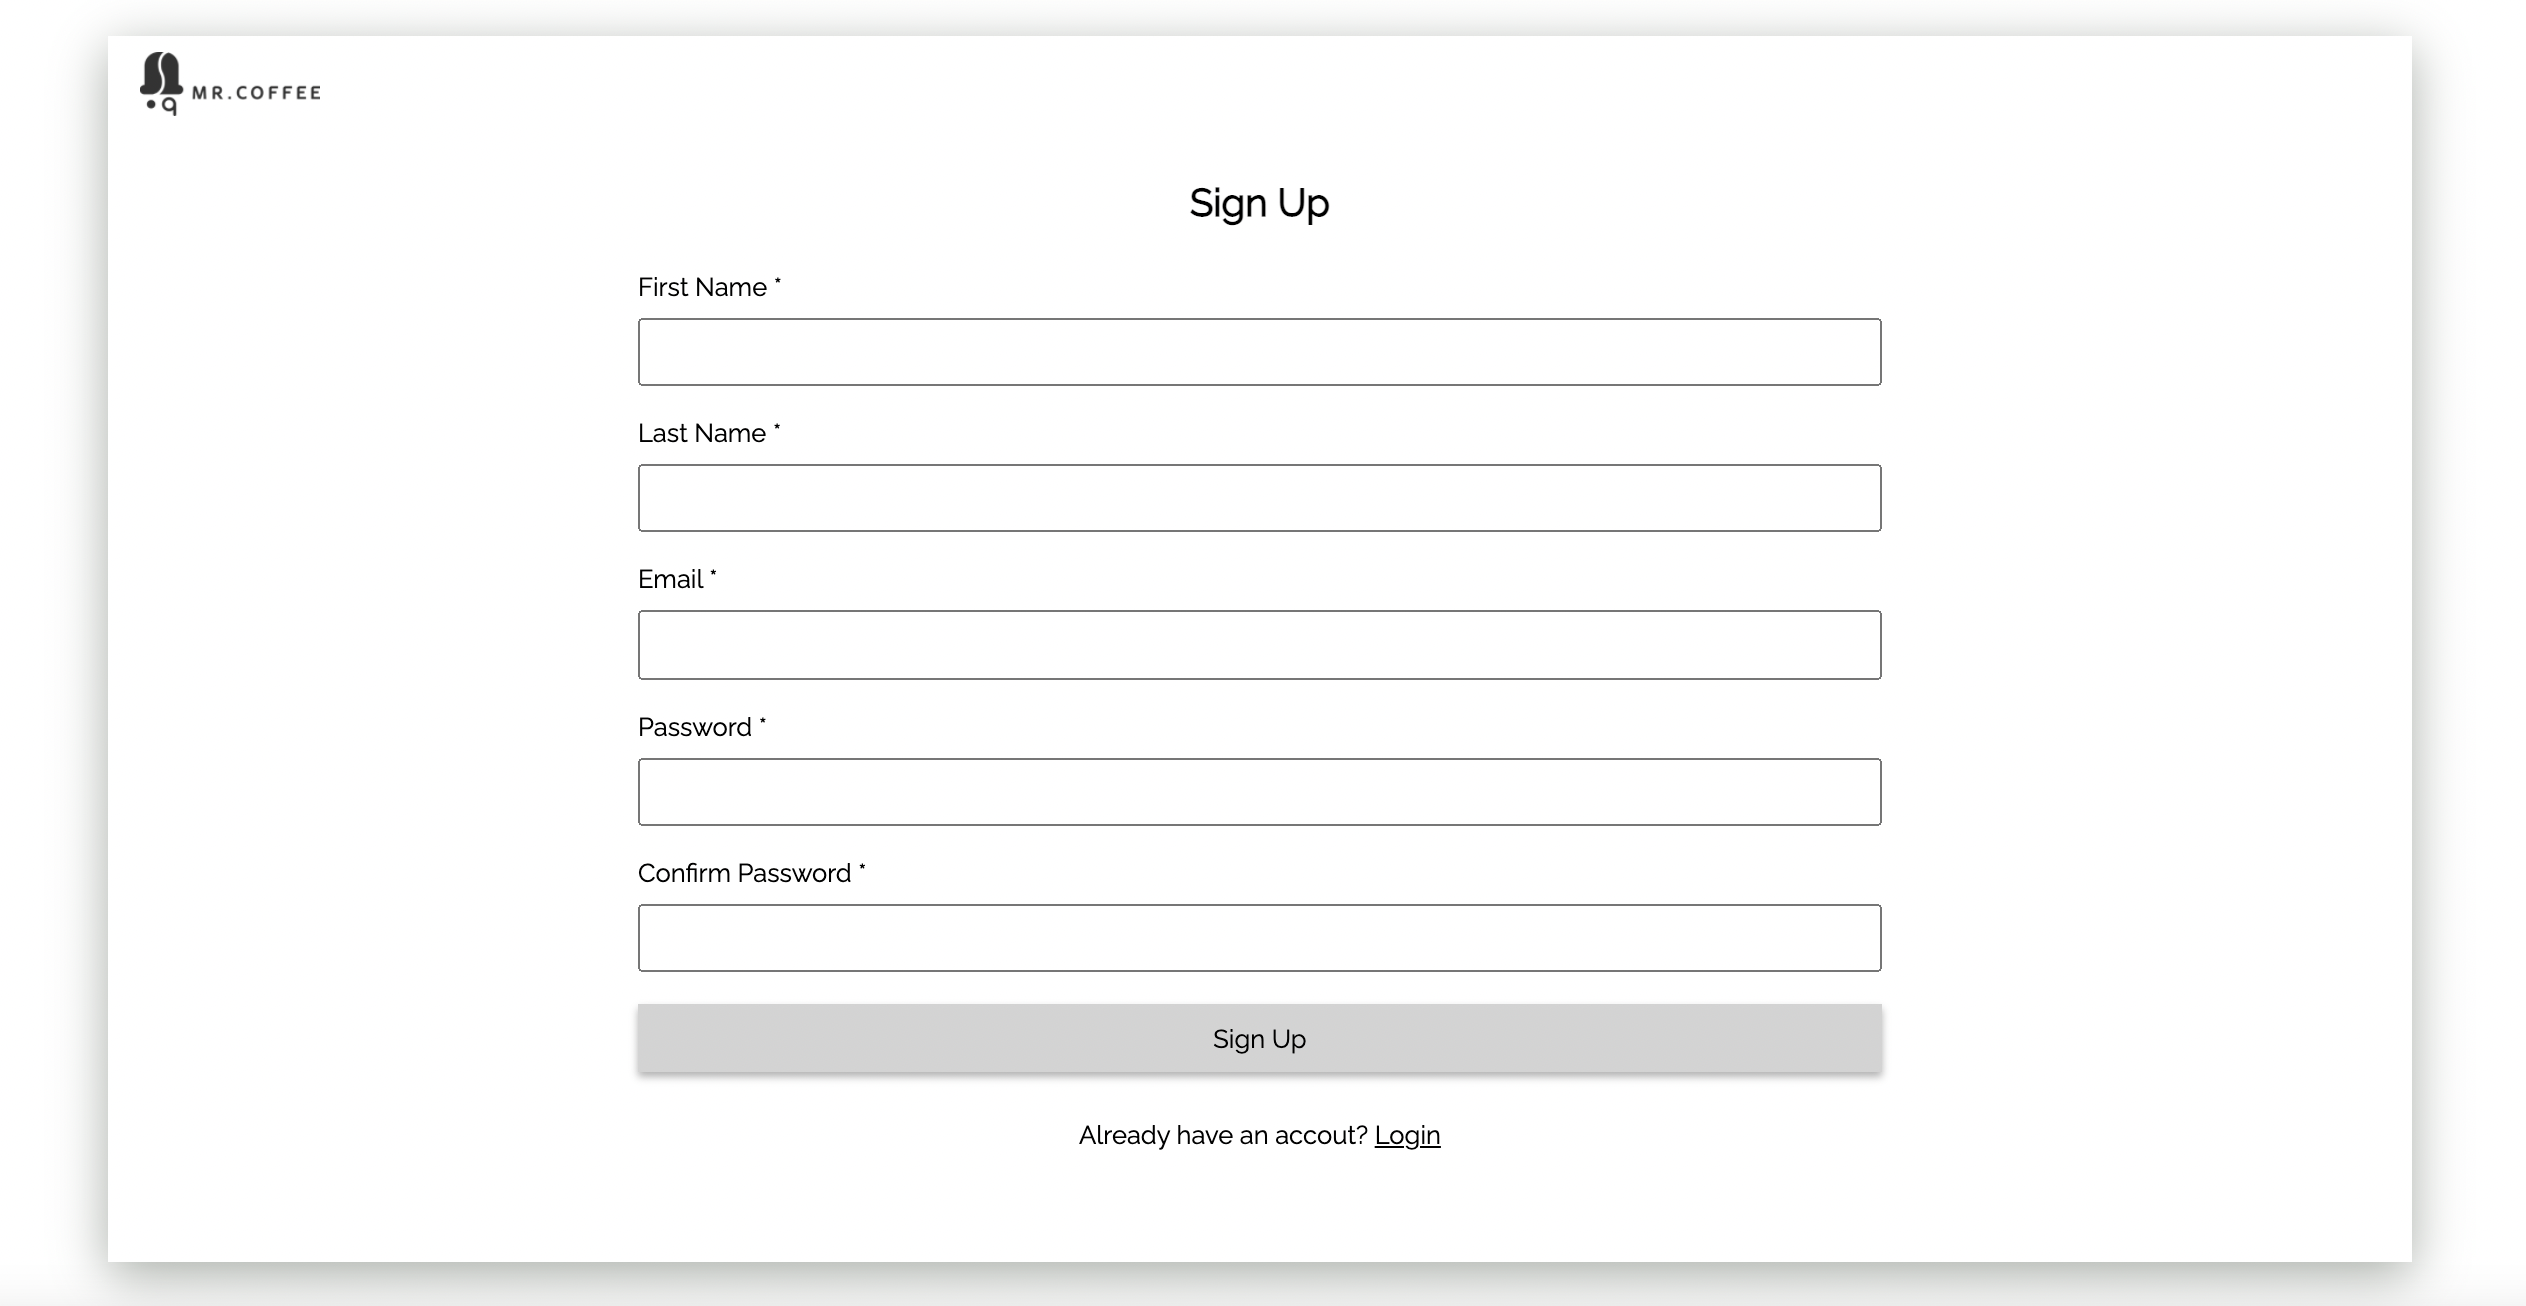 MR.COFFEE
Sign Up
First Name *
Last Name *
Email *
Password *
Confirm Password *
Sign Up
Already have an accout? Login